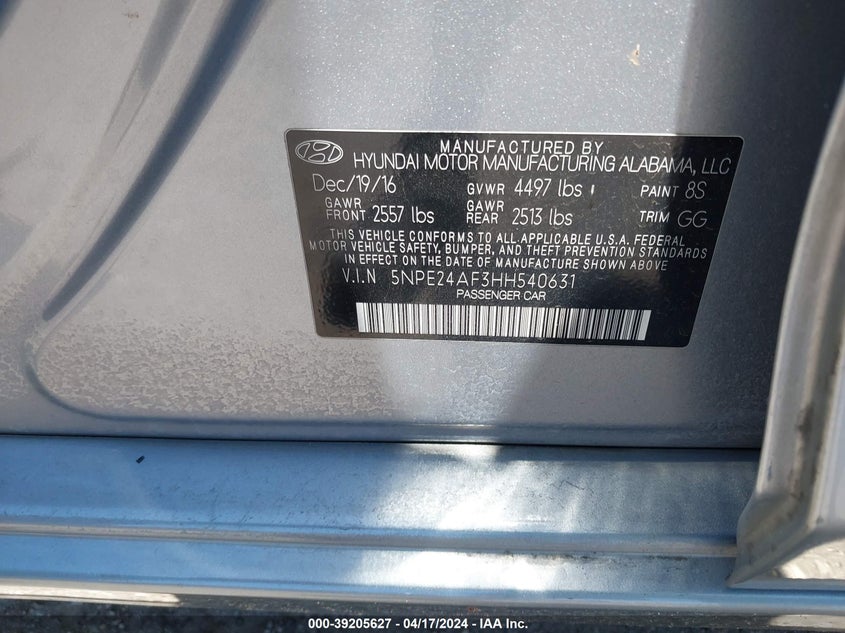 MANUFACTURED BY
HYUNDAI MOTOR MANUFACTURING ALABAMA, LLC
Dec/19/16 GVWR 4497 lbs PAINT 8S
GAWR FRONT 2557 lbs GAWR REAR 2513 lbs TRIM GG
THIS VEHICLE CONFORMS TO ALL APPLICABLE U.S.A. FEDERAL
MOTOR VEHICLE SAFETY, BUMPER, AND THEFT PREVENTION STANDARDS
IN EFFECT ON THE DATE OF MANUFACTURE SHOWN ABOVE
V.I.N 5NPE24AF3HH540631
PASSENGER CAR
000-39205627 - 04/17/2024 - IAA Inc.